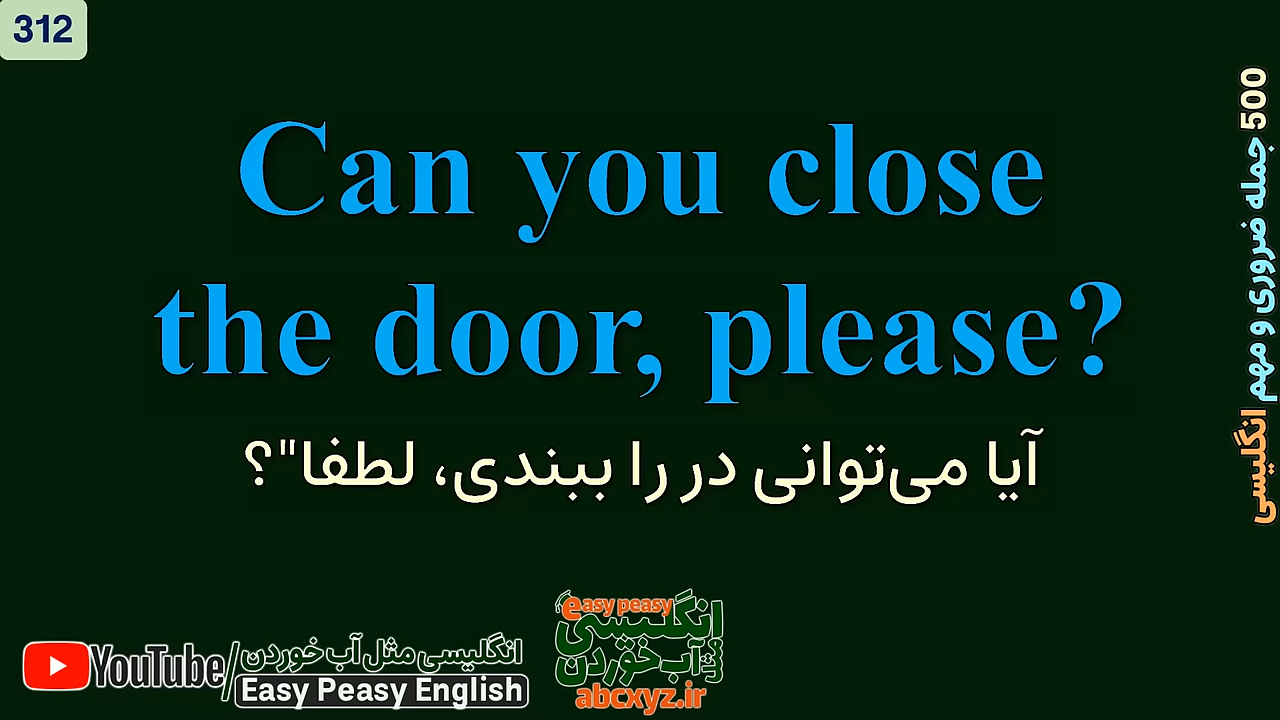 312
Can you close
the door, please?
آیا می‌توانی در را ببندی، لطفا"؟
500 جمله ضروری و مهم انگلیسی
YouTube/انگلیسی مثل آب خوردن
Easy Peasy English
easy peasy
انگلیسی
مثل آب خوردن
abcxyz.ir